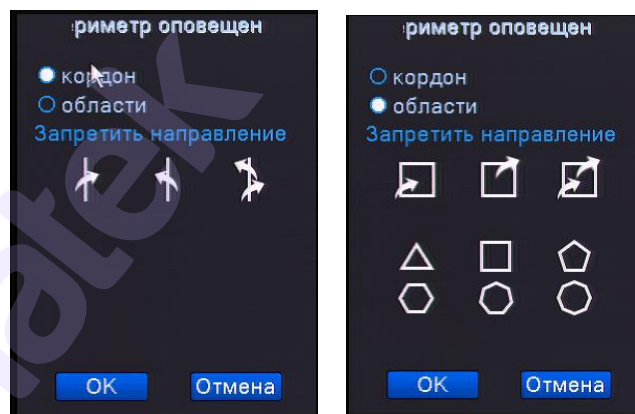 риметр оповещен
кордон
области
Запретить направление
OK
Отмена
риметр оповещен
кордон
области
Запретить направление
OK
Отмена